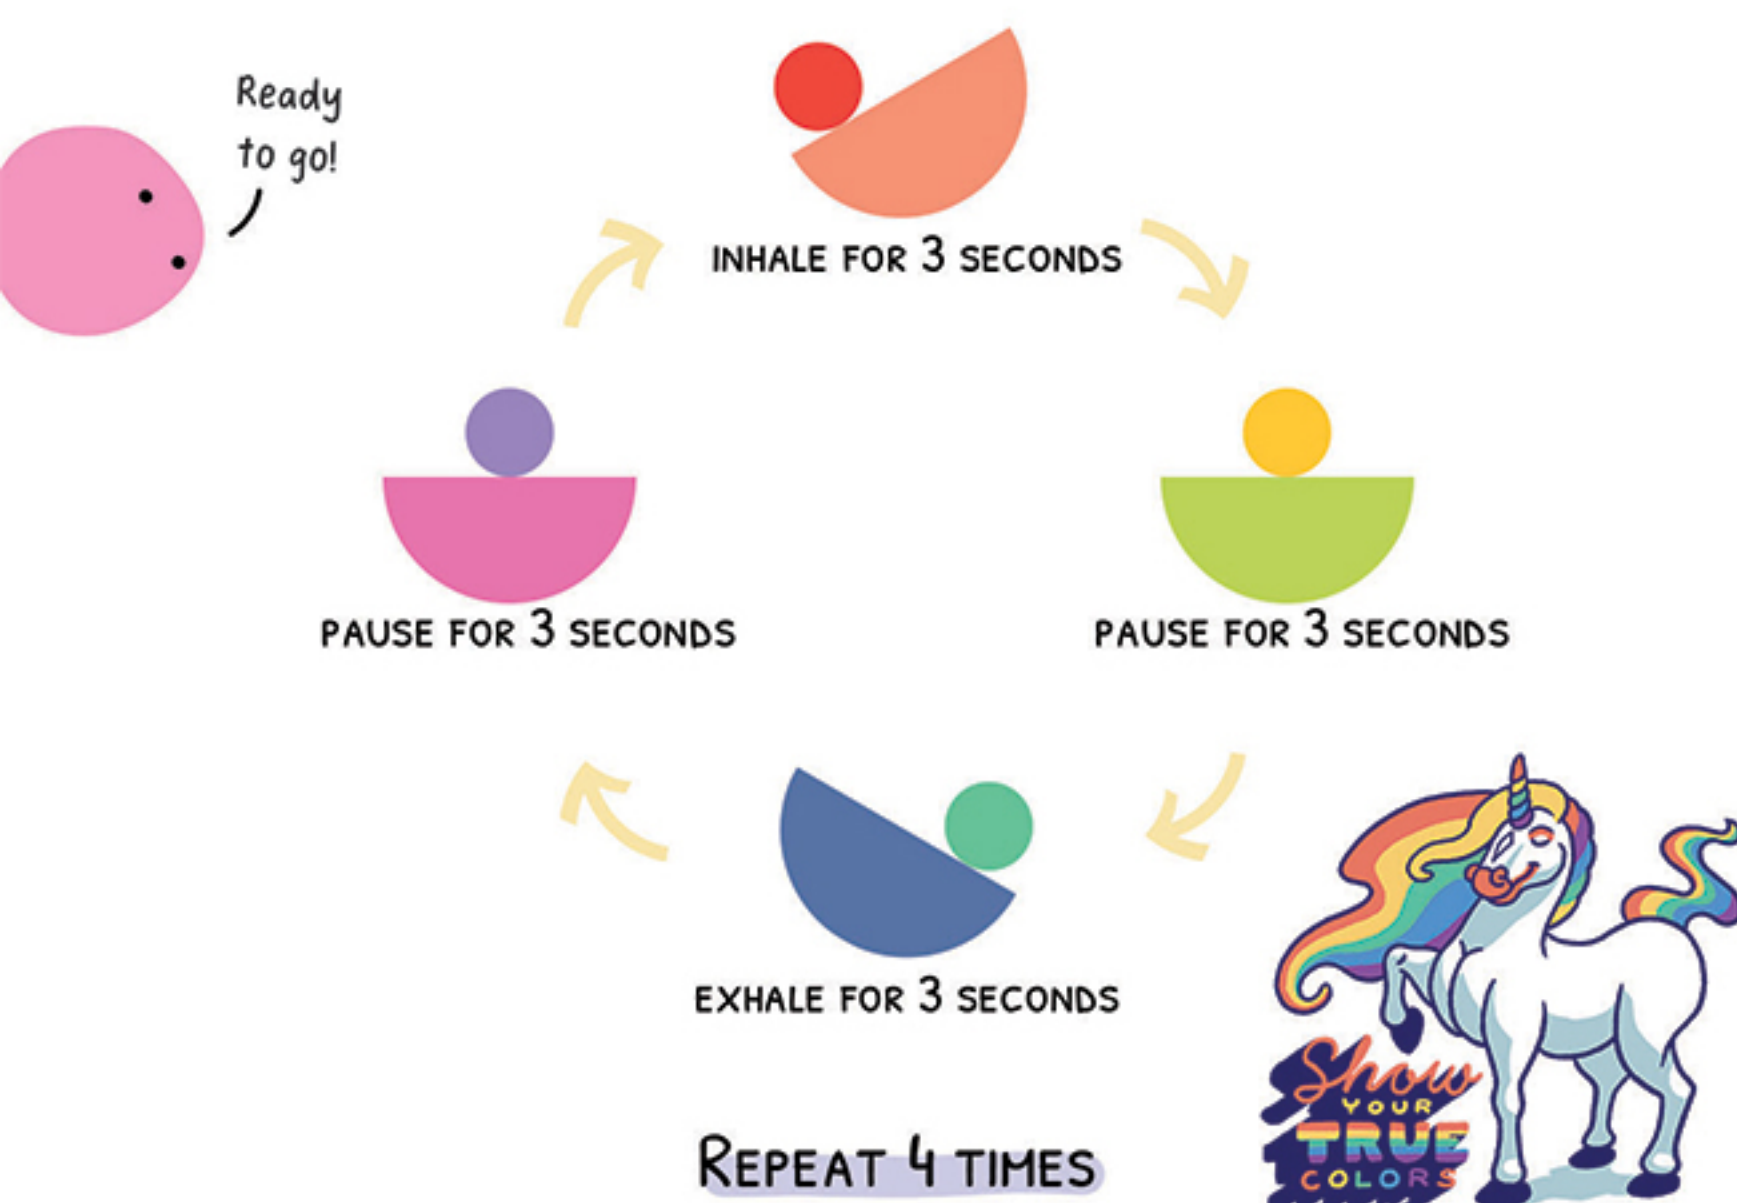 Ready
to go!
INHALE FOR 3 SECONDS
PAUSE FOR 3 SECONDS
PAUSE FOR 3 SECONDS
EXHALE FOR 3 SECONDS
REPEAT 4 TIMES
Show
YOUR
TRUE
COLORS